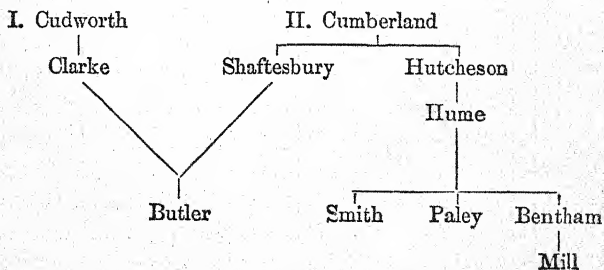 I. Cudworth II. Cumberland
Clarke Shaftesbury Hutcheson
Hume
Butler Smith Paley Bentham
Mill